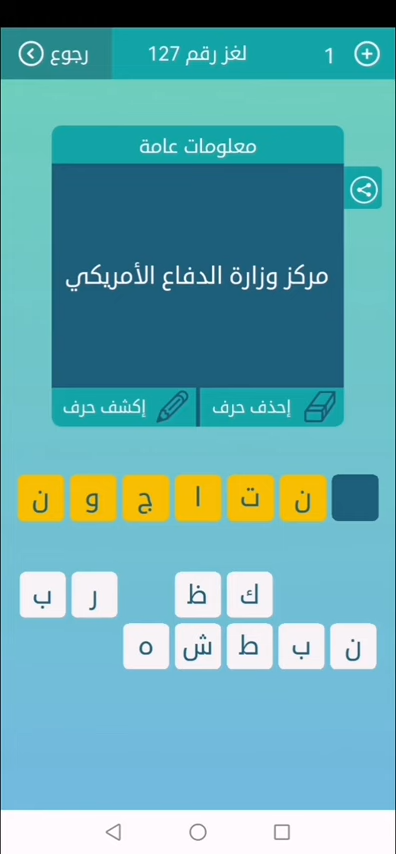 رجوع لغز رقم 127 1
معلومات عامة
مركز وزارة الدفاع الأمريكي
إحذف حرف إكشف حرف
ن ت ا ج و ن
ك ظ ر ب
ن ب ط ش ه